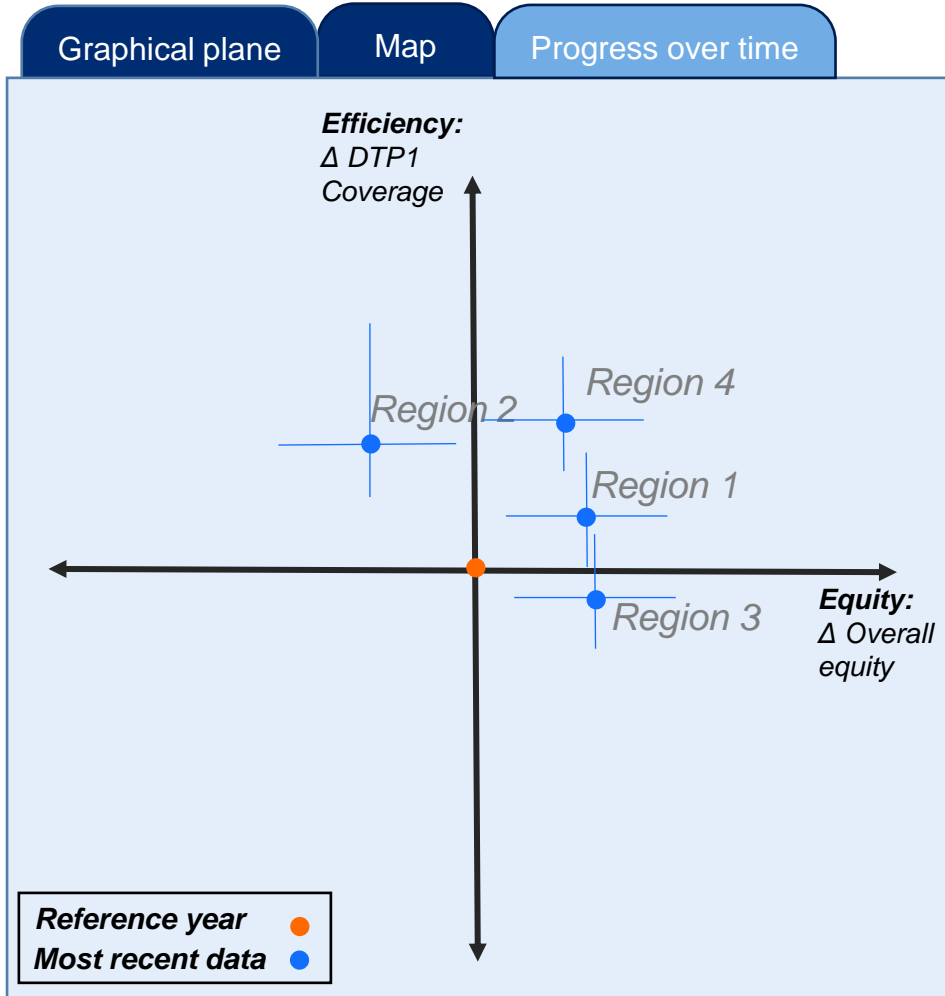 Graphical plane
Map
Progress over time
Efficiency:
Δ DTP1
Coverage
Region 4
Region 2
Region 1
Equity:
Δ Overall
equity
Region 3
Reference year
Most recent data